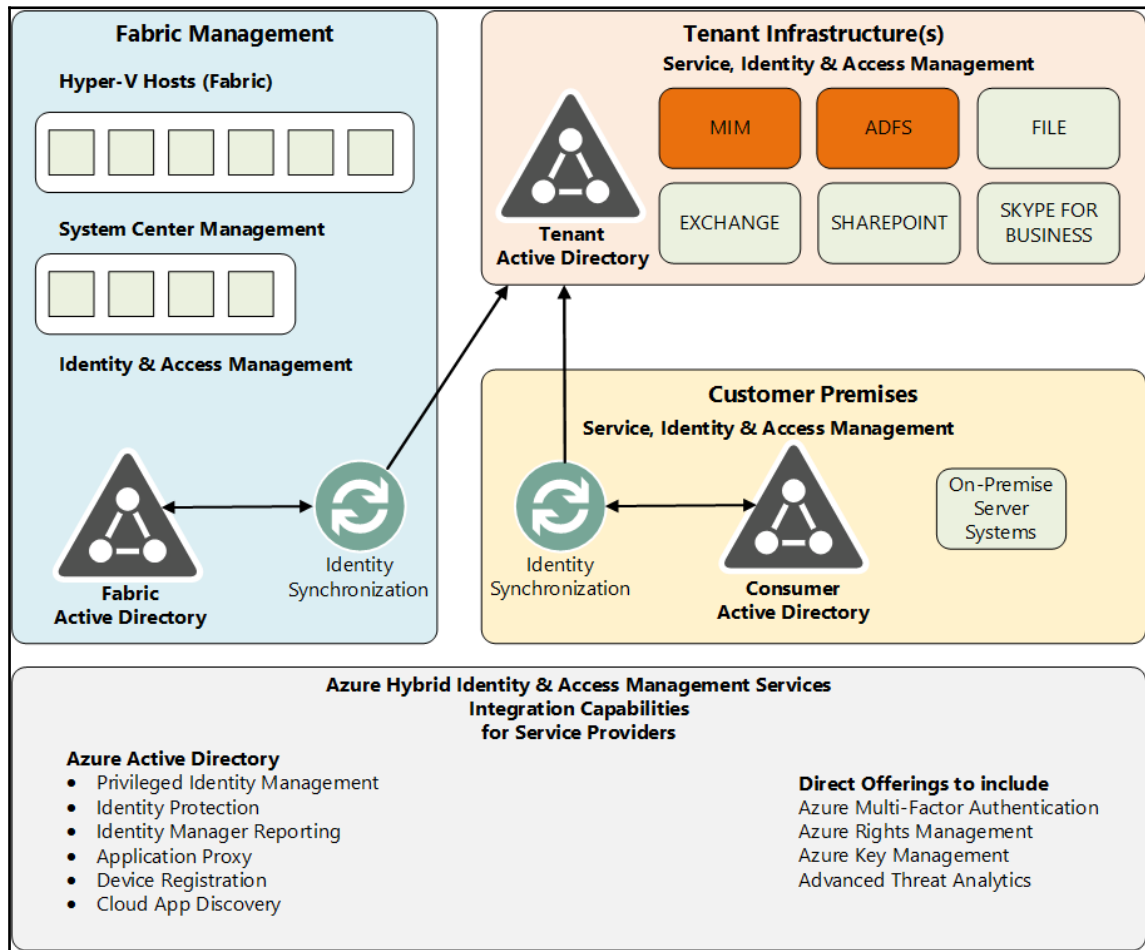 Fabric Management
Hyper-V Hosts (Fabric)
System Center Management
Identity & Access Management
Fabric
Active Directory
Identity
Synchronization
Tenant Infrastructure(s)
Service, Identity & Access Management
MIM
ADFS
FILE
EXCHANGE
SHAREPOINT
SKYPE FOR
BUSINESS
Tenant
Active Directory
Customer Premises
Service, Identity & Access Management
Identity
Synchronization
Consumer
Active Directory
On-Premise
Server
Systems
Azure Hybrid Identity & Access Management Services
Integration Capabilities
for Service Providers
Azure Active Directory
• Privileged Identity Management
• Identity Protection
• Identity Manager Reporting
• Application Proxy
• Device Registration
• Cloud App Discovery
Direct Offerings to include
Azure Multi-Factor Authentication
Azure Rights Management
Azure Key Management
Advanced Threat Analytics